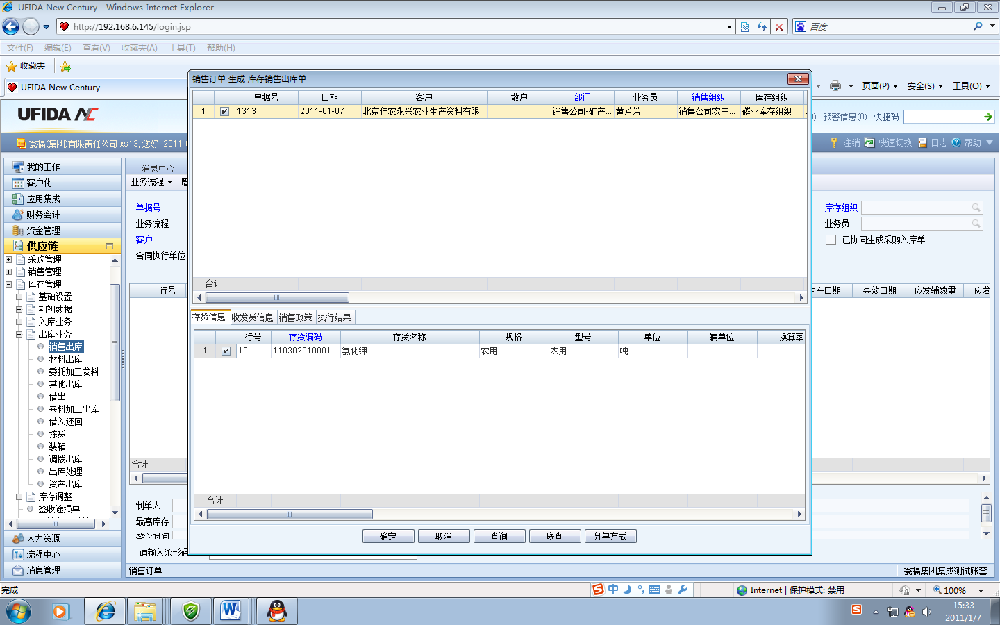 UFIDA New Century - Windows Internet Explorer
http://192.168.6.145/login.jsp
百度
文件(F) 编辑(E) 查看(V) 收藏夹(A) 工具(T) 帮助(H)
收藏夹
UFIDA New Century
页面(P) 安全(S) 工具(O)
UFIDA NC
预警信息(0) 快捷码
瓮福(集团)有限责任公司 xs13, 您好! 2011-
注销 快速切换 日志 帮助
我的工作
客户化
应用集成
财务会计
资金管理
供应链
采购管理
销售管理
库存管理
基础设置
期初数据
入库业务
出库业务
销售出库
材料出库
委托加工发料
其他出库
借出
来料加工出库
借入还回
拣货
装箱
调拨出库
出库处理
资产出库
库存调整
签收途损单
人力资源
流程中心
消息管理
消息中心
业务流程 增
单据号
业务流程
客户
合同执行单位
行号
合计
制单人
最高库存
签字时间
请输入条形码
销售订单
销售订单 生成 库存销售出库单
单据号 日期 客户 散户 部门 业务员 销售组织 库存组织
1 1313 2011-01-07 北京佳农永兴农业生产资料有限... 销售公司-矿产... 黄芳芳 销售公司农产... 磷业库存组织
合计
存货信息 收发货信息 销售政策 执行结果
行号 存货编码 存货名称 规格 型号 单位 辅单位 换算率
1 10 110302010001 氯化钾 农用 农用 吨
合计
确定 取消 查询 联查 分单方式
库存组织
业务员
已协同生成采购入库单
生产日期 失效日期 应发辅数量 应发
瓮福集团集成测试账套
完成
中
Internet | 保护模式: 禁用
100%
15:33
2011/1/7